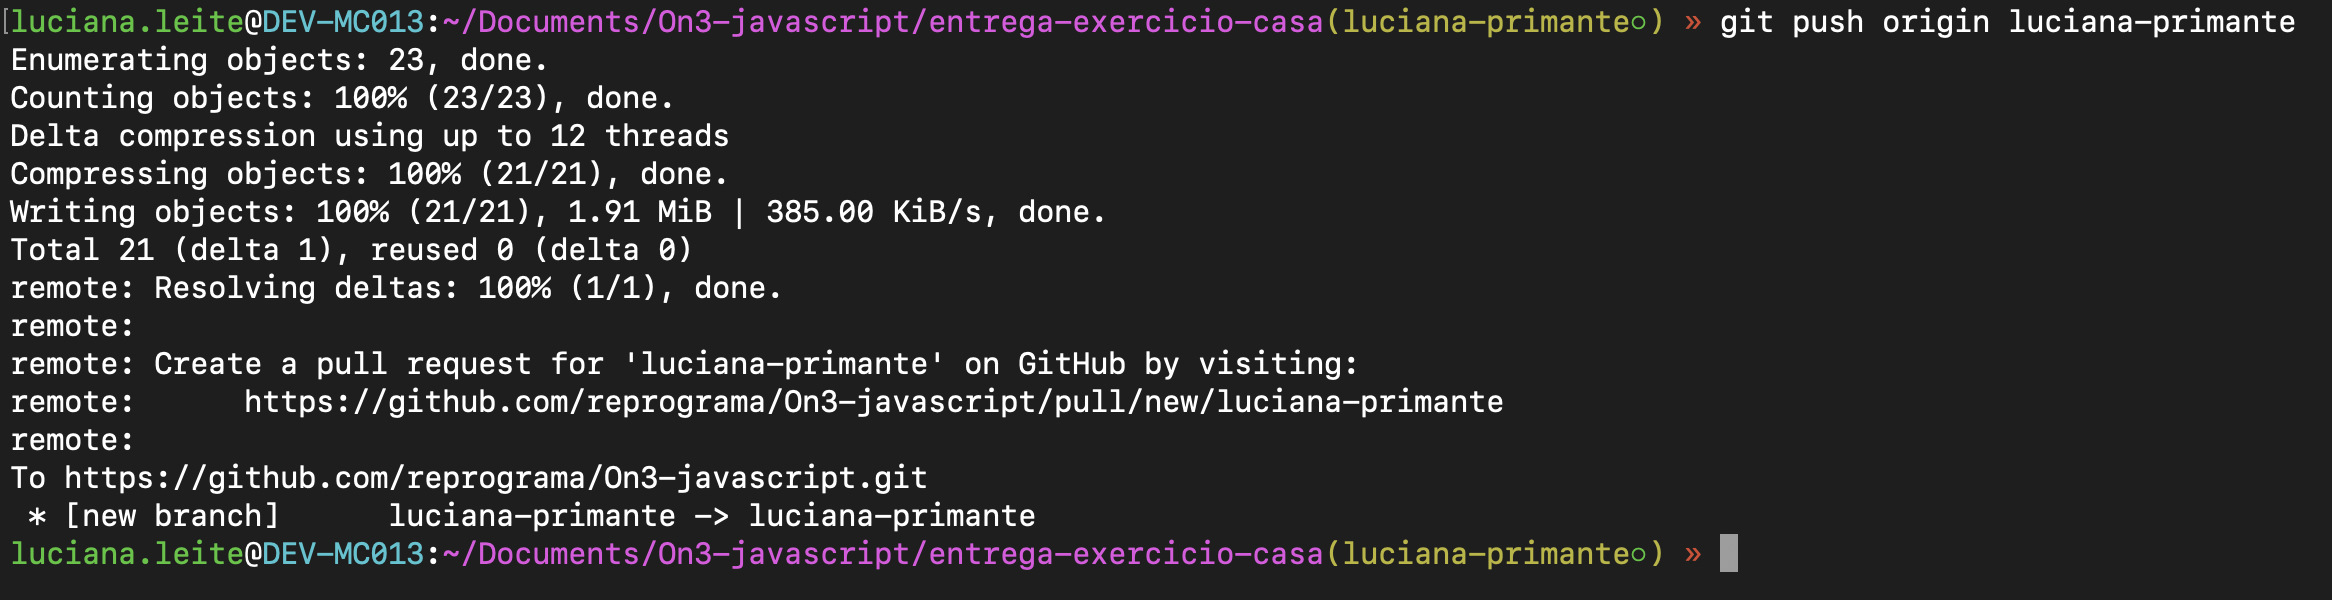 [luciana.leite@DEV-MC013:~/Documents/On3-javascript/entrega-exercicio-casa(luciana-primante○) » git push origin luciana-primante
Enumerating objects: 23, done.
Counting objects: 100% (23/23), done.
Delta compression using up to 12 threads
Compressing objects: 100% (21/21), done.
Writing objects: 100% (21/21), 1.91 MiB | 385.00 KiB/s, done.
Total 21 (delta 1), reused 0 (delta 0)
remote: Resolving deltas: 100% (1/1), done.
remote:
remote: Create a pull request for 'luciana-primante' on GitHub by visiting:
remote:      https://github.com/reprograma/On3-javascript/pull/new/luciana-primante
remote:
To https://github.com/reprograma/On3-javascript.git
 * [new branch]      luciana-primante -> luciana-primante
luciana.leite@DEV-MC013:~/Documents/On3-javascript/entrega-exercicio-casa(luciana-primante○) »